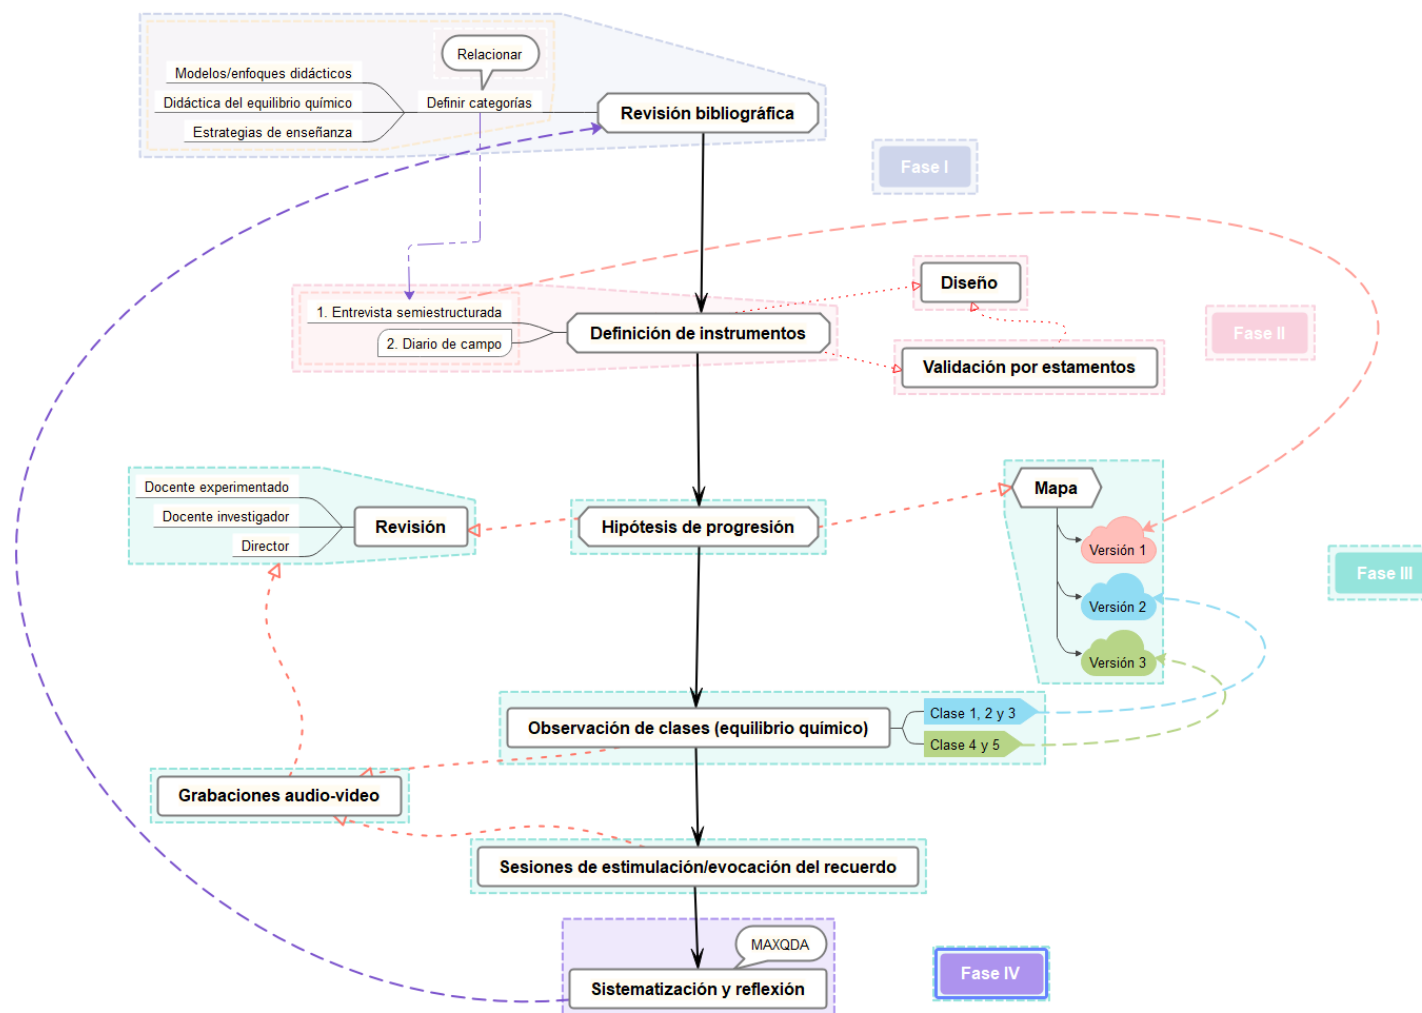 Relacionar
Modelos/enfoques didácticos
Didáctica del equilibrio químico
Definir categorías
Estrategias de enseñanza
Revisión bibliográfica
Fase I
1. Entrevista semiestructurada
2. Diario de campo
Definición de instrumentos
Diseño
Validación por estamentos
Fase II
Docente experimentado
Docente investigador
Director
Revisión
Hipótesis de progresión
Mapa
Versión 1
Versión 2
Versión 3
Fase III
Observación de clases (equilibrio químico)
Clase 1, 2 y 3
Clase 4 y 5
Grabaciones audio-video
Sesiones de estimulación/evocación del recuerdo
MAXQDA
Sistematización y reflexión
Fase IV